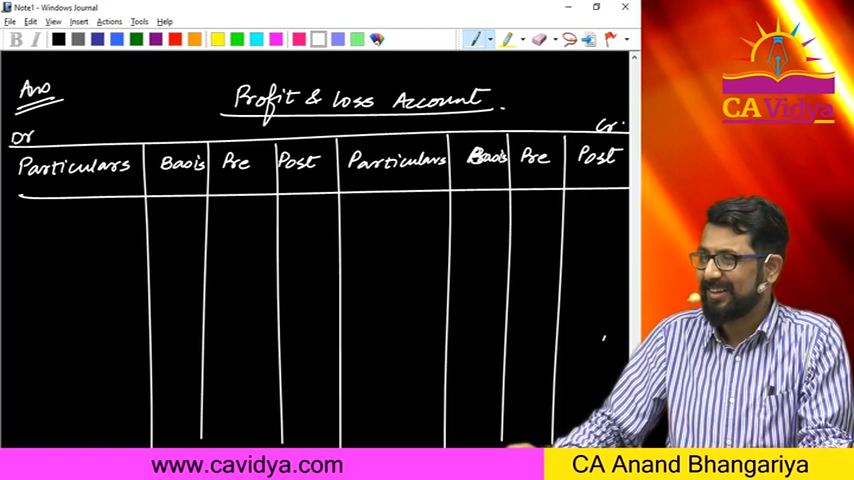 Note1 - Windows Journal
File Edit View Insert Actions Tools Help
B I
Ans
Profit & Loss Account.
Dr Cr.
Particulars Basis Pre Post Particulars Basis Pre Post
CA Vidya
www.cavidya.com
CA Anand Bhangariya